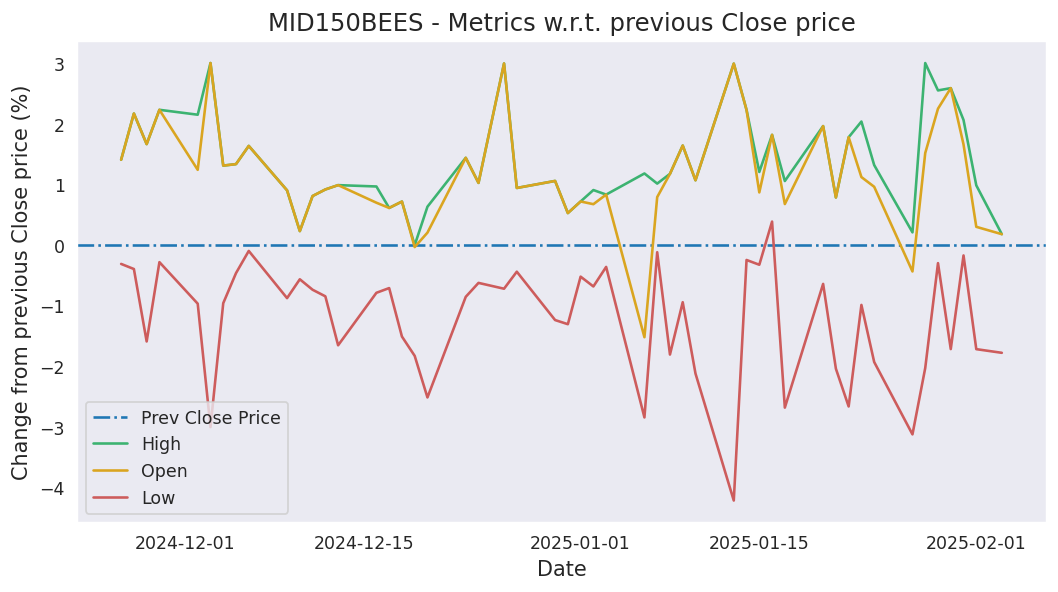 MID150BEES - Metrics w.r.t. previous Close price
Change from previous Close price (%)
3
2
1
0
−1
−2
−3
−4
Prev Close Price
High
Open
Low
2024-12-01
2024-12-15
2025-01-01
2025-01-15
2025-02-01
Date